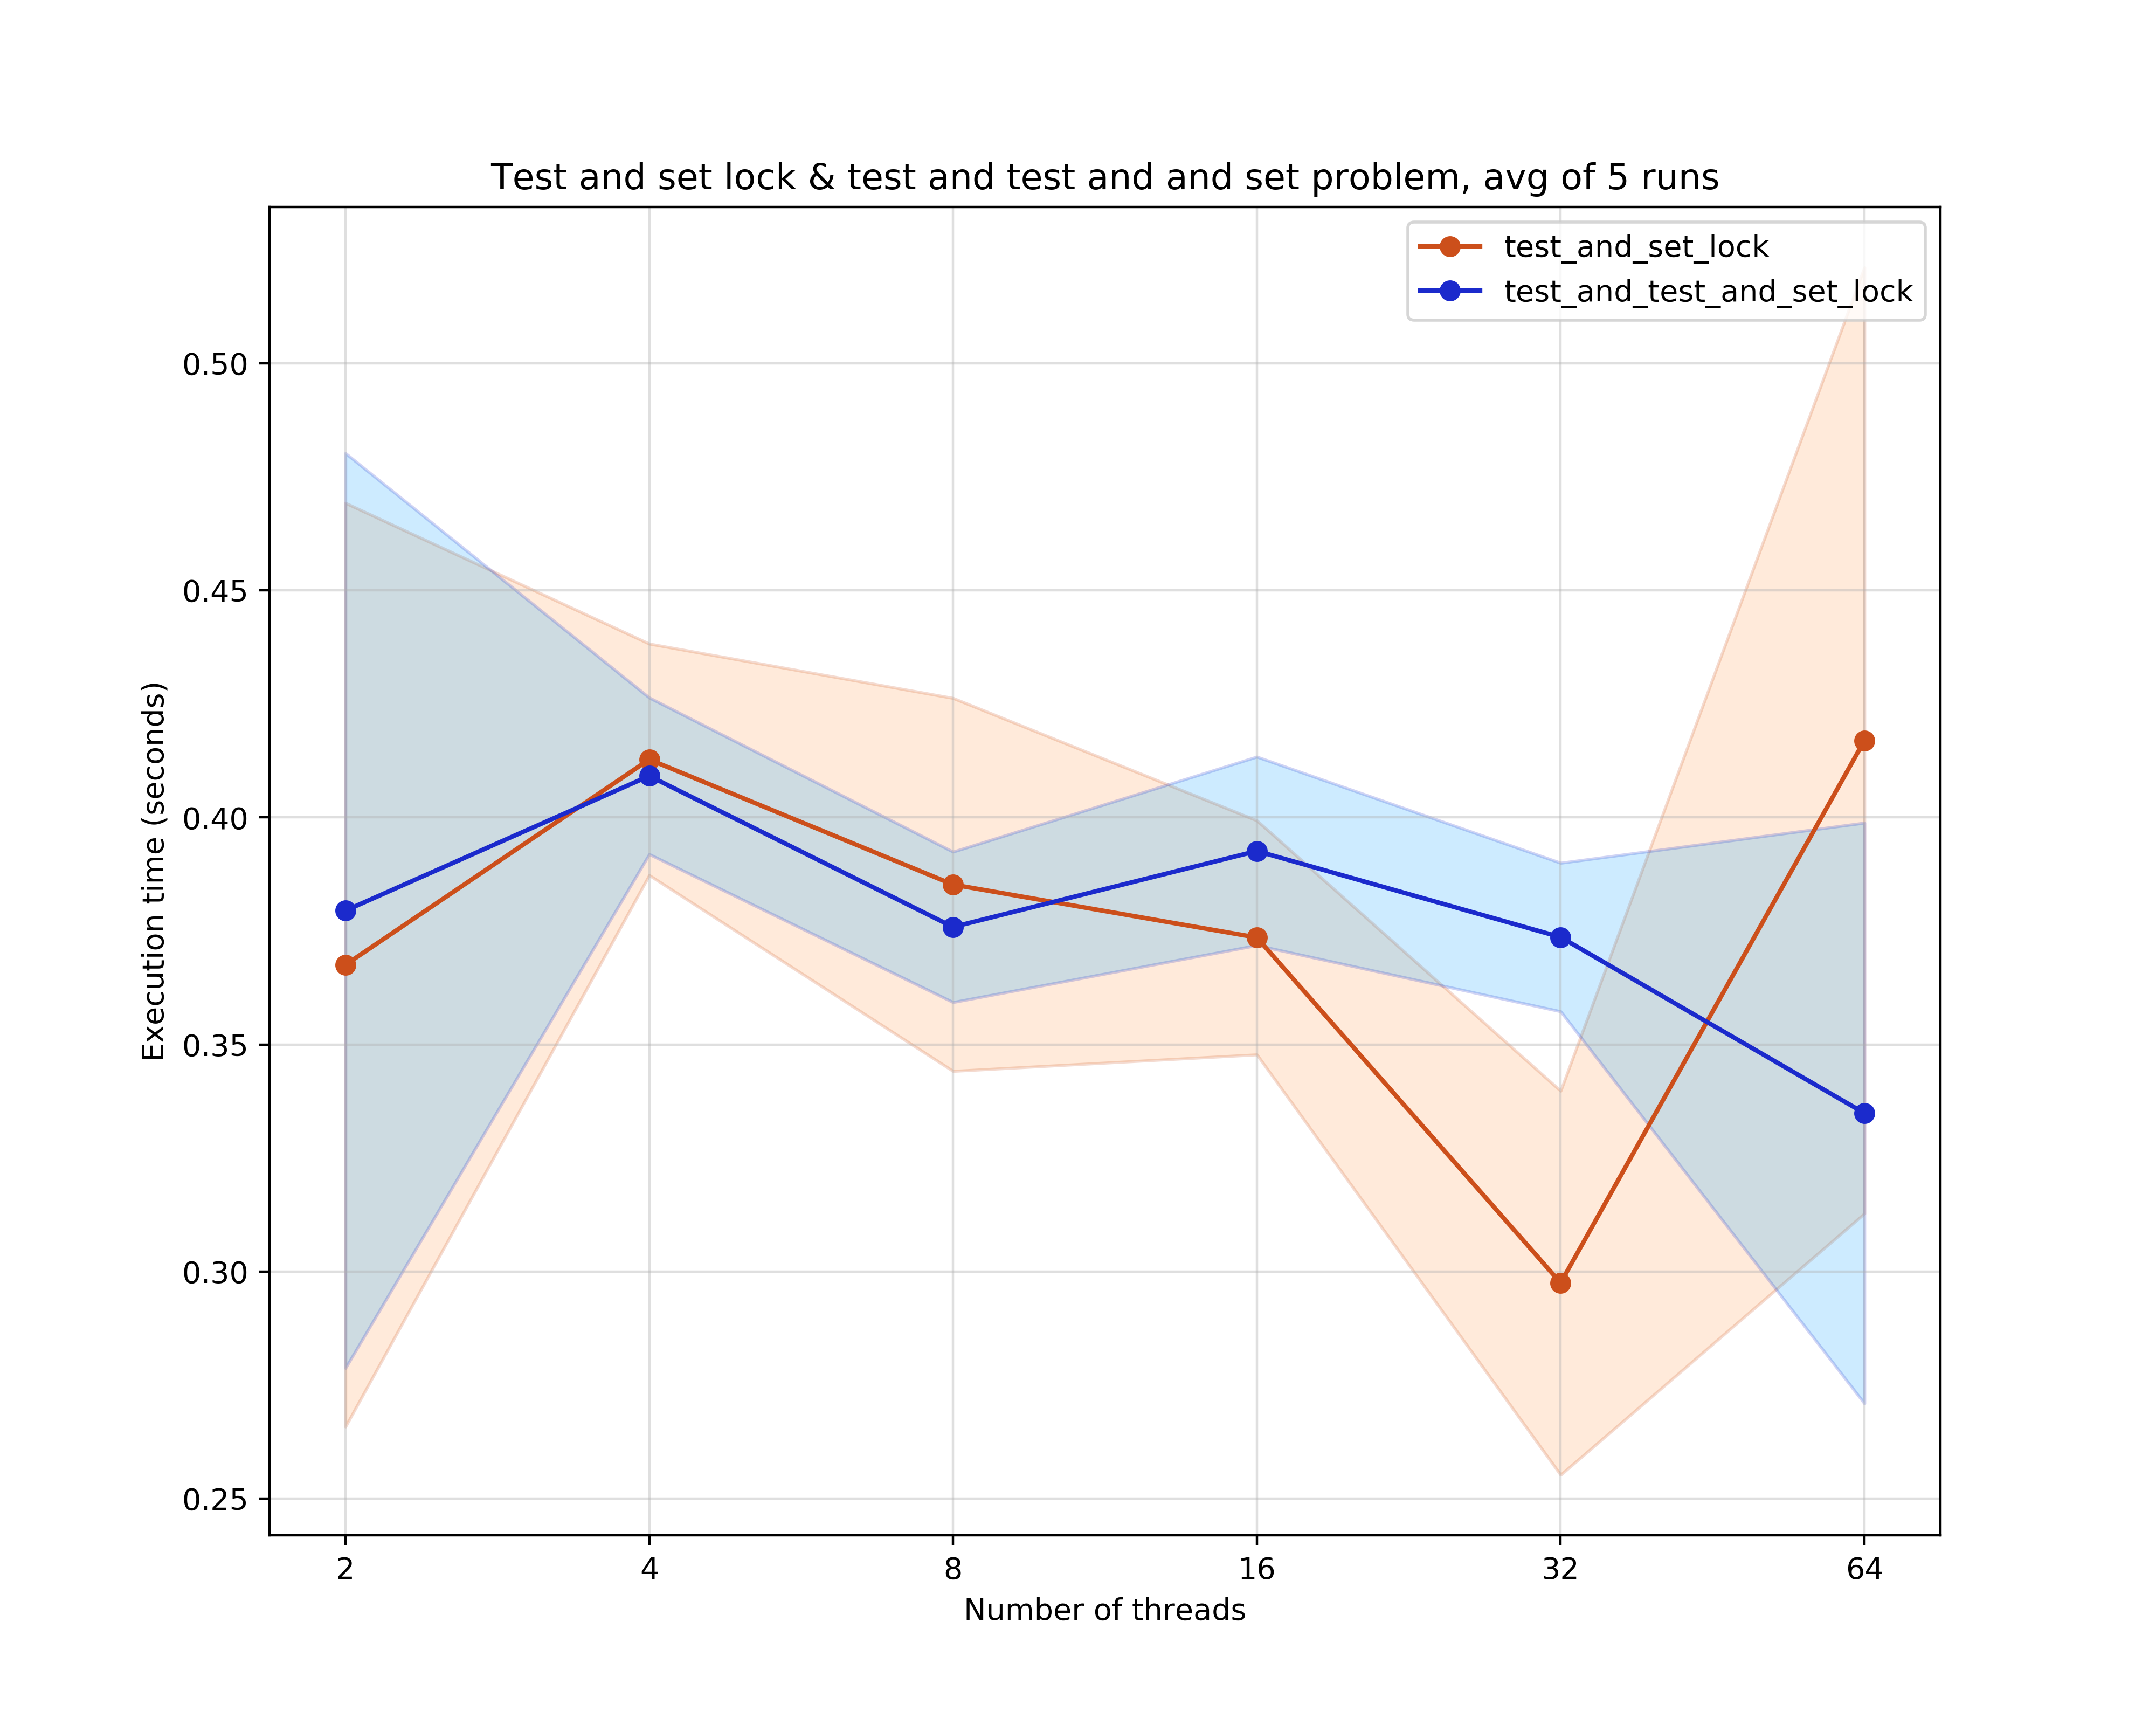 Test and set lock & test and test and and set problem, avg of 5 runs
test_and_set_lock
test_and_test_and_set_lock
0.50
0.45
0.40
0.35
0.30
0.25
Execution time (seconds)
2 4 8 16 32 64
Number of threads